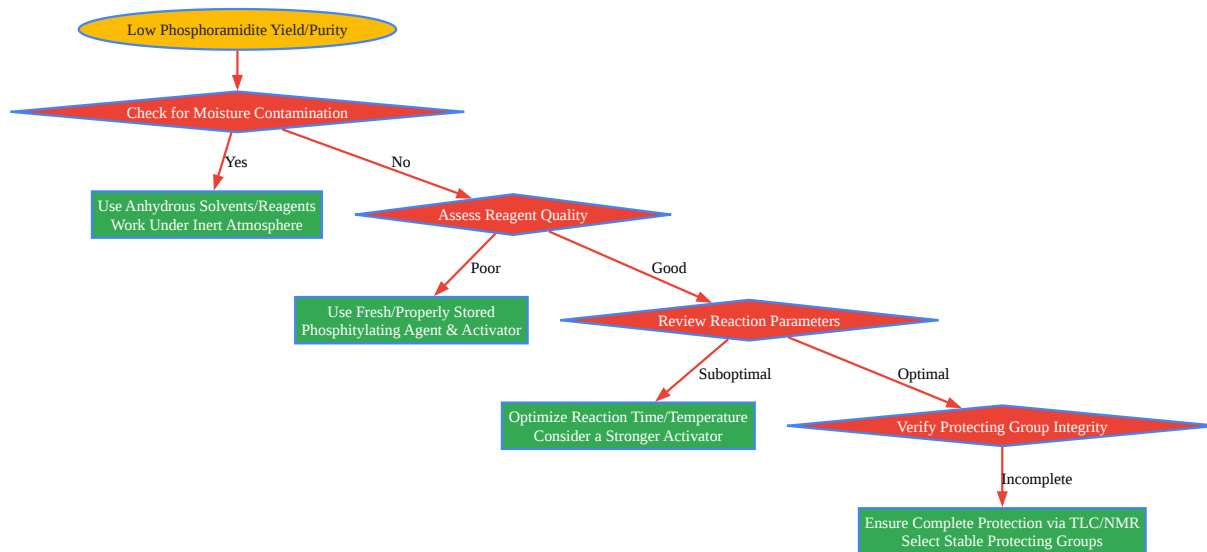 Low Phosphoramidite Yield/Purity
Check for Moisture Contamination
Yes
No
Use Anhydrous Solvents/Reagents
Work Under Inert Atmosphere
Assess Reagent Quality
Poor
Good
Use Fresh/Properly Stored
Phosphitylating Agent & Activator
Review Reaction Parameters
Suboptimal
Optimal
Optimize Reaction Time/Temperature
Consider a Stronger Activator
Verify Protecting Group Integrity
Incomplete
Ensure Complete Protection via TLC/NMR
Select Stable Protecting Groups